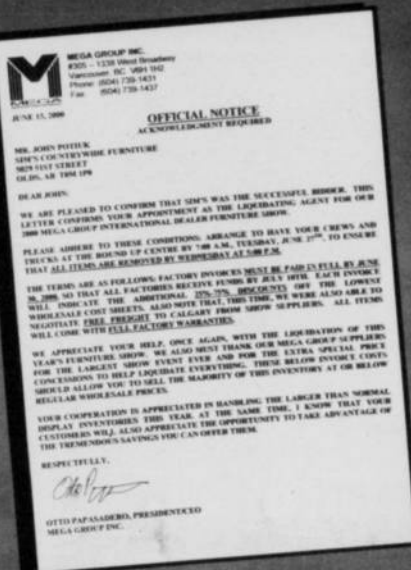 MEGA GROUP INC.
#305 – 1338 West Broadway
Vancouver BC V6H 1H2
Phone: (604) 739-1431
Fax: (604) 739-1437
MEGA
JUNE 15, 2000
OFFICIAL NOTICE
ACKNOWLEDGMENT REQUIRED
MR. JOHN POTIUK
SIM'S COUNTRYWIDE FURNITURE
5029 51ST STREET
OLDS, AB T0M 1P0
DEAR JOHN:
WE ARE PLEASED TO CONFIRM THAT SIM'S WAS THE SUCCESSFUL BIDDER. THIS
LETTER CONFIRMS YOUR APPOINTMENT AS THE LIQUIDATING AGENT FOR OUR
2000 MEGA GROUP INTERNATIONAL DEALER FURNITURE SHOW.
PLEASE ADHERE TO THESE CONDITIONS: ARRANGE TO HAVE YOUR CREWS AND
TRUCKS AT THE ROUND UP CENTRE BY 7:00 A.M., TUESDAY, JUNE 27TH, TO ENSURE
THAT ALL ITEMS ARE REMOVED BY WEDNESDAY AT 5:00 P.M.
THE TERMS ARE AS FOLLOWS: FACTORY INVOICES MUST BE PAID IN FULL BY JUNE
30, 2000, SO THAT ALL FACTORIES RECEIVE FUNDS BY JULY 10TH. EACH INVOICE
WILL INDICATE THE ADDITIONAL 25%-75% DISCOUNTS OFF THE LOWEST
WHOLESALE COST SHEETS. ALSO NOTE THAT, THIS TIME, WE WERE ALSO ABLE TO
NEGOTIATE FREE FREIGHT TO CALGARY FROM SHOW SUPPLIERS. ALL ITEMS
WILL COME WITH FULL FACTORY WARRANTIES.
WE APPRECIATE YOUR HELP, ONCE AGAIN, WITH THE LIQUIDATION OF THIS
YEAR'S FURNITURE SHOW. WE ALSO MUST THANK OUR MEGA GROUP SUPPLIERS
FOR THE LARGEST SHOW EVENT EVER AND FOR THE EXTRA SPECIAL PRICE
CONCESSIONS TO HELP LIQUIDATE EVERYTHING. THESE BELOW INVOICE COSTS
SHOULD ALLOW YOU TO SELL THE MAJORITY OF THIS INVENTORY AT OR BELOW
REGULAR WHOLESALE PRICES.
YOUR COOPERATION IS APPRECIATED IN HANDLING THE LARGER THAN NORMAL
DISPLAY INVENTORIES THIS YEAR. AT THE SAME TIME, I KNOW THAT YOUR
CUSTOMERS WILL ALSO APPRECIATE THE OPPORTUNITY TO TAKE ADVANTAGE OF
THE TREMENDOUS SAVINGS YOU CAN OFFER THEM.
RESPECTFULLY,
OTTO PAPASADERO, PRESIDENT/CEO
MEGA GROUP INC.